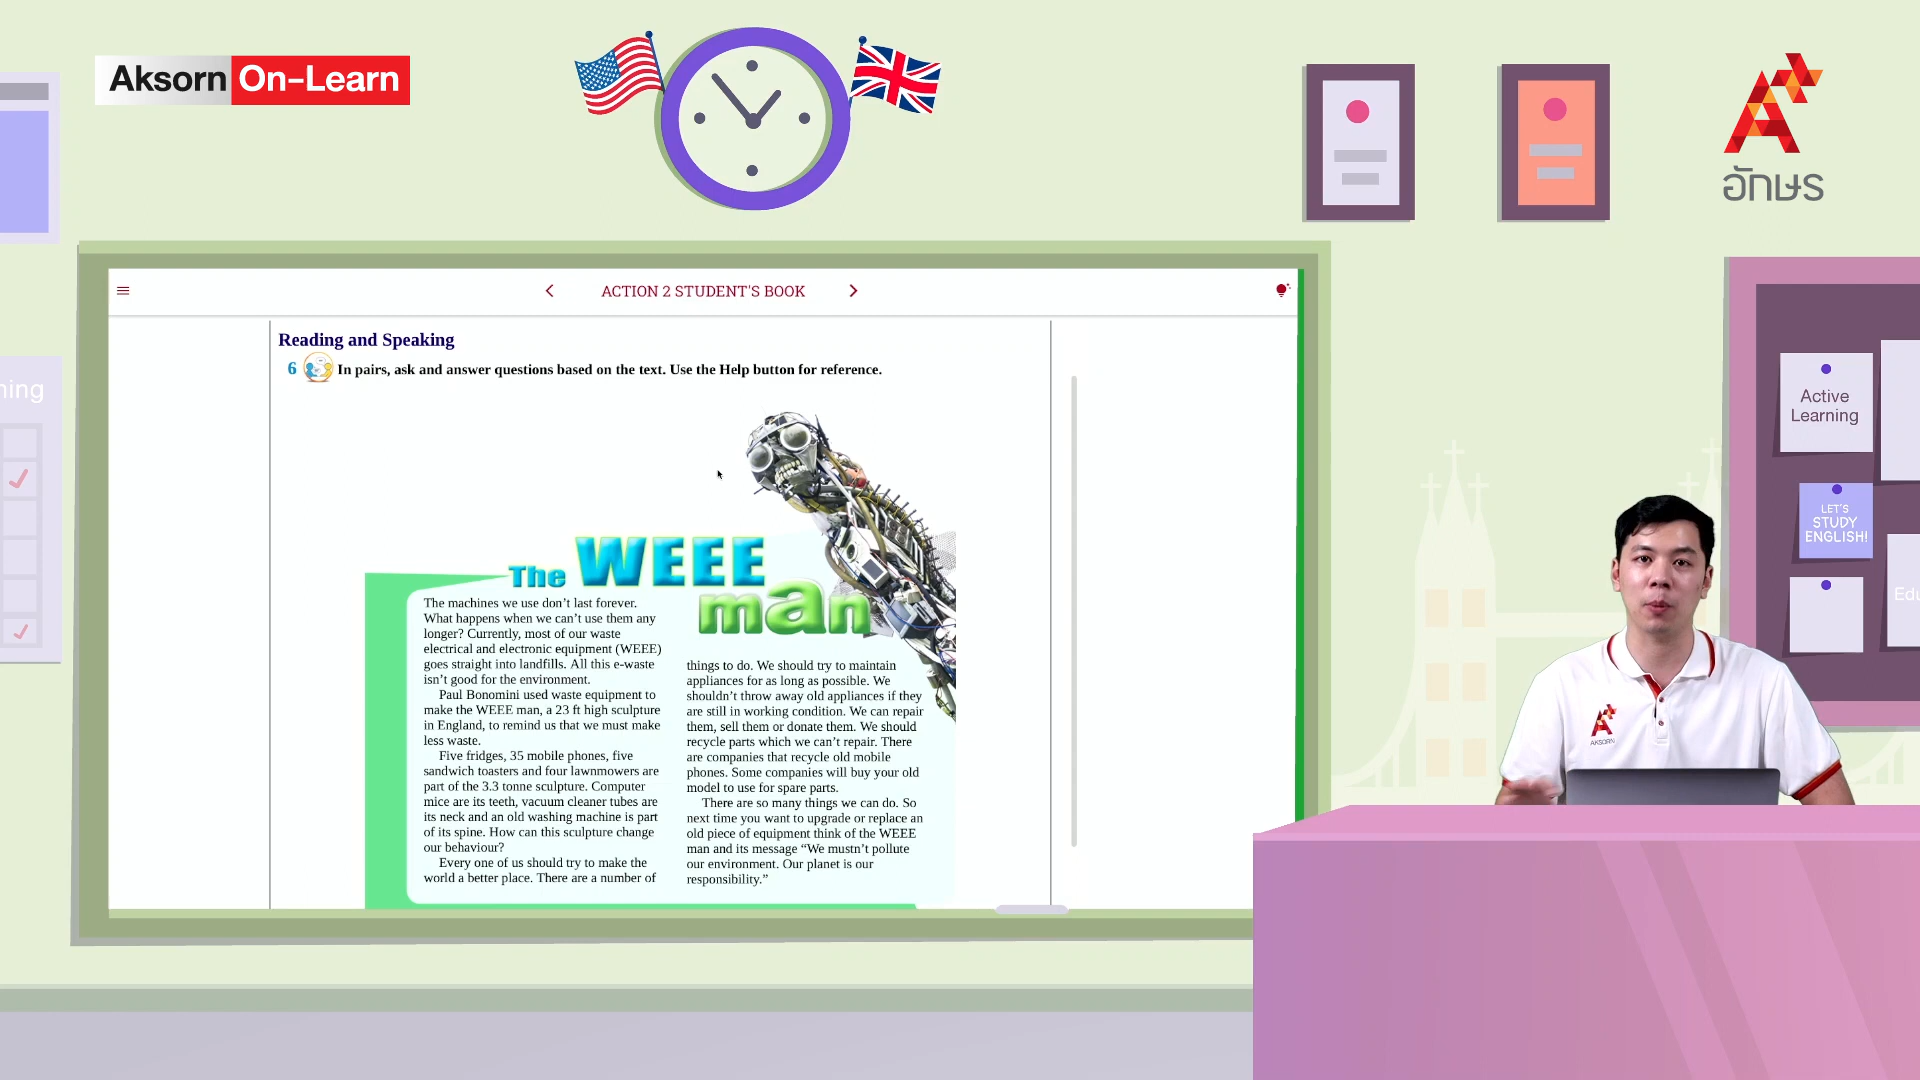 Aksorn On-Learn
อักษร
ning
ACTION 2 STUDENT'S BOOK
Reading and Speaking
6 In pairs, ask and answer questions based on the text. Use the Help button for reference.
The WEEE
man
The machines we use don't last forever.
What happens when we can't use them any
longer? Currently, most of our waste
electrical and electronic equipment (WEEE)
goes straight into landfills. All this e-waste
isn't good for the environment.
Paul Bonomini used waste equipment to
make the WEEE man, a 23 ft high sculpture
in England, to remind us that we must make
less waste.
Five fridges, 35 mobile phones, five
sandwich toasters and four lawnmowers are
part of the 3.3 tonne sculpture. Computer
mice are its teeth, vacuum cleaner tubes are
its neck and an old washing machine is part
of its spine. How can this sculpture change
our behaviour?
Every one of us should try to make the
world a better place. There are a number of
things to do. We should try to maintain
appliances for as long as possible. We
shouldn't throw away old appliances if they
are still in working condition. We can repair
them, sell them or donate them. We should
recycle parts which we can't repair. There
are companies that recycle old mobile
phones. Some companies will buy your old
model to use for spare parts.
There are so many things we can do. So
next time you want to upgrade or replace an
old piece of equipment think of the WEEE
man and its message “We mustn't pollute
our environment. Our planet is our
responsibility.”
Active
Learning
LET'S
STUDY
ENGLISH!
Edu
AKSORN